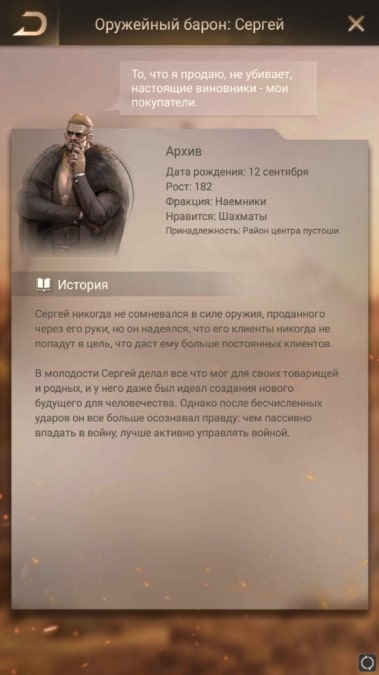 Оружейный барон: Сергей
То, что я продаю, не убивает,
настоящие виновники - мои
покупатели.
Архив
Дата рождения: 12 сентября
Рост: 182
Фракция: Наемники
Нравится: Шахматы
Принадлежность: Район центра пустоши
История
Сергей никогда не сомневался в силе оружия, проданного
через его руки, но он надеялся, что его клиенты никогда не
попадут в цель, что даст ему больше постоянных клиентов.
В молодости Сергей делал все что мог для своих товарищей
и родных, и у него даже был идеал создания нового
будущего для человечества. Однако после бесчисленных
ударов он все больше осознавал правду: чем пассивно
впадать в войну, лучше активно управлять войной.